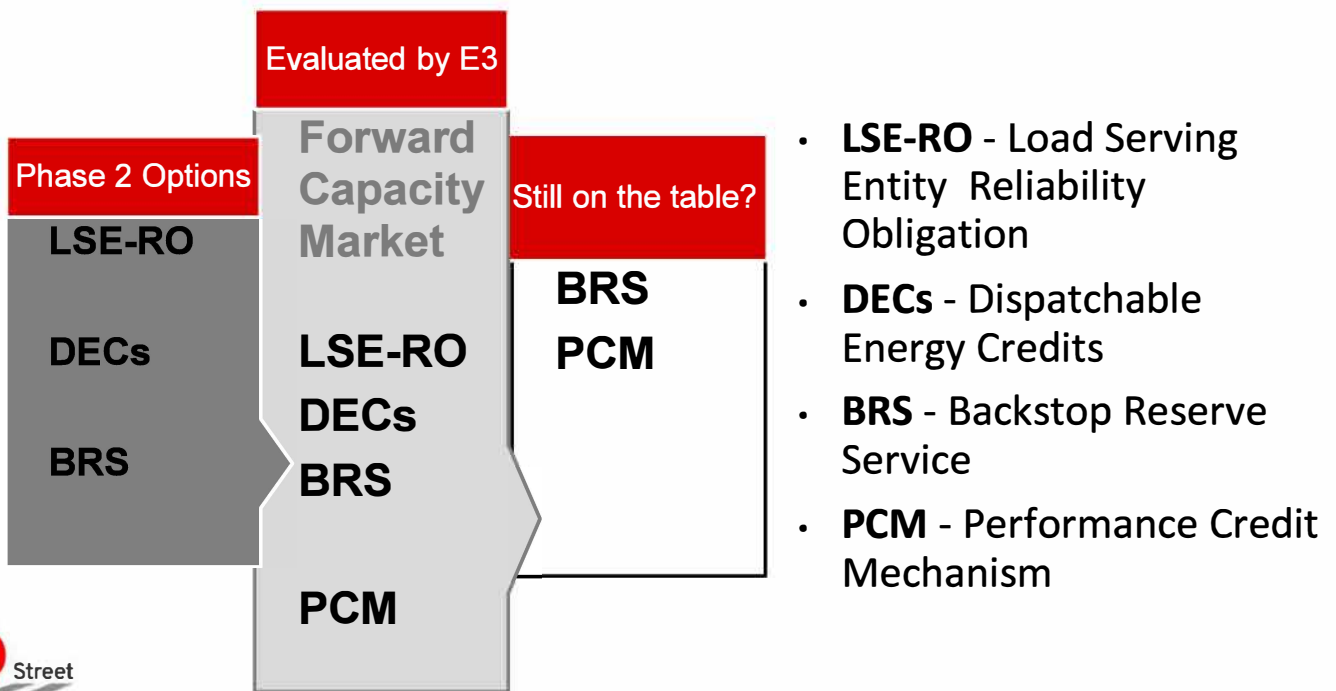 Phase 2 Options
LSE-RO
DECs
BRS
Evaluated by E3
Forward
Capacity
Market
LSE-RO
DECs
BRS
PCM
Still on the table?
BRS
PCM
• LSE-RO - Load Serving
Entity Reliability
Obligation
• DECs - Dispatchable
Energy Credits
• BRS - Backstop Reserve
Service
• PCM - Performance Credit
Mechanism
Street